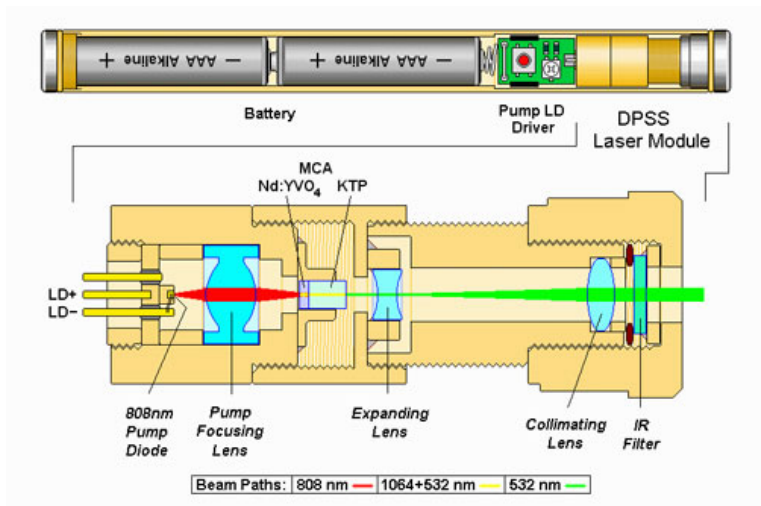 + AAA Alkaline −
+ AAA Alkaline −
Battery
Pump LD
Driver
DPSS
Laser Module
MCA
Nd:YVO4 KTP
LD+
LD−
808nm
Pump
Diode
Pump
Focusing
Lens
Expanding
Lens
Collimating
Lens
IR
Filter
Beam Paths: 808 nm 1064+532 nm 532 nm